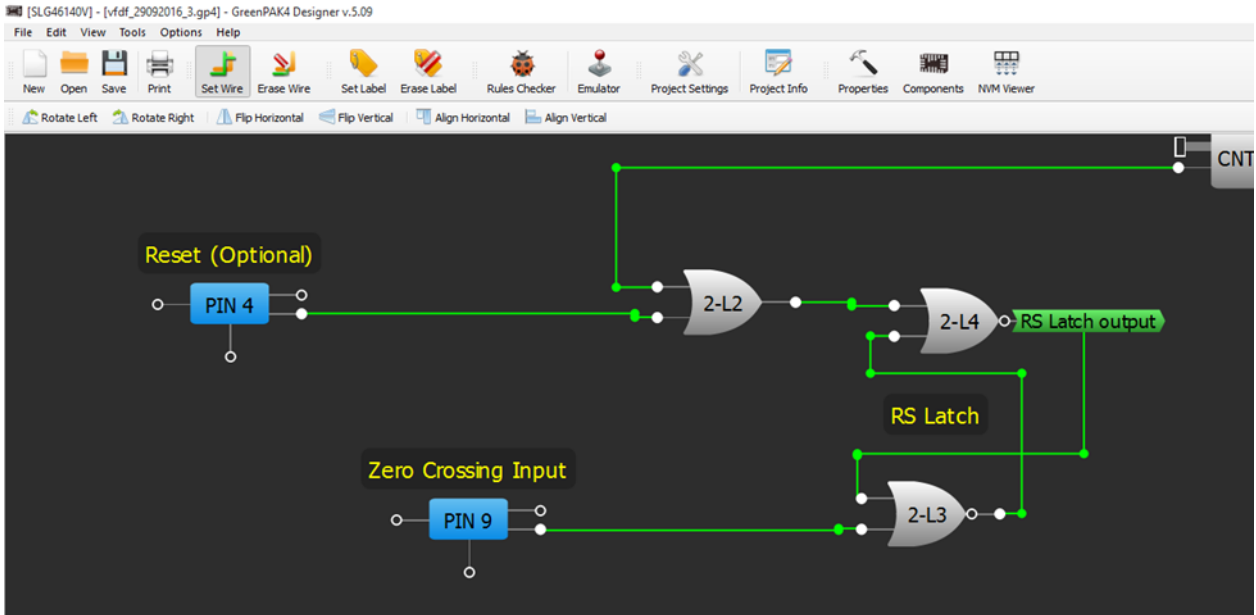 [SLG46140V] - [vfdf_29092016_3.gp4] - GreenPAK4 Designer v.5.09
File Edit View Tools Options Help
New Open Save Print Set Wire Erase Wire Set Label Erase Label Rules Checker Emulator Project Settings Project Info Properties Components NVM Viewer
Rotate Left Rotate Right Flip Horizontal Flip Vertical Align Horizontal Align Vertical
CNT
Reset (Optional)
PIN 4
2-L2
2-L4
RS Latch output
RS Latch
Zero Crossing Input
PIN 9
2-L3